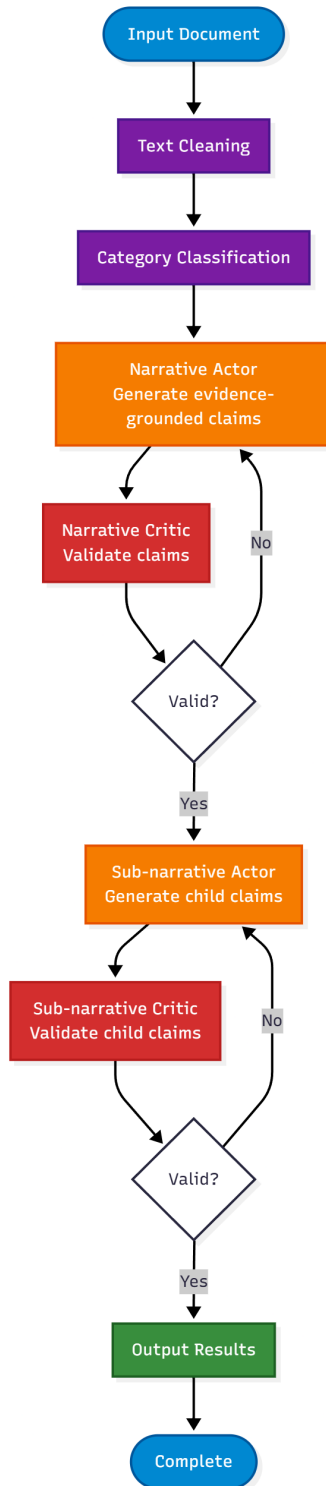 Input Document
Text Cleaning
Category Classification
Narrative Actor
Generate evidence-
grounded claims
Narrative Critic
Validate claims
No
Valid?
Yes
Sub-narrative Actor
Generate child claims
Sub-narrative Critic
Validate child claims
No
Valid?
Yes
Output Results
Complete